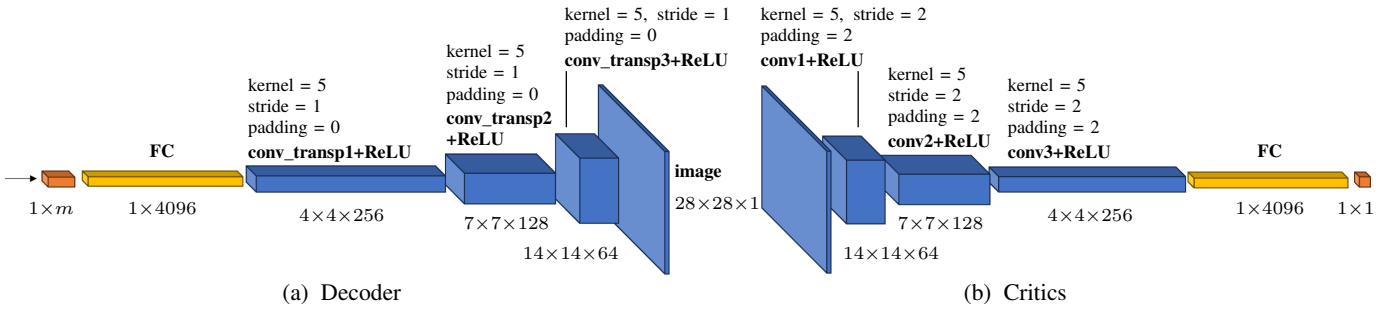 kernel = 5
stride = 1
padding = 0
conv_transp1+ReLU
kernel = 5
stride = 1
padding = 0
conv_transp2
+ReLU
kernel = 5, stride = 1
padding = 0
conv_transp3+ReLU
FC
image
1×m
1×4096
4×4×256
7×7×128
14×14×64
28×28×1
(a) Decoder
kernel = 5, stride = 2
padding = 2
conv1+ReLU
kernel = 5
stride = 2
padding = 2
conv2+ReLU
kernel = 5
stride = 2
padding = 2
conv3+ReLU
FC
14×14×64
7×7×128
4×4×256
1×4096
1×1
(b) Critics